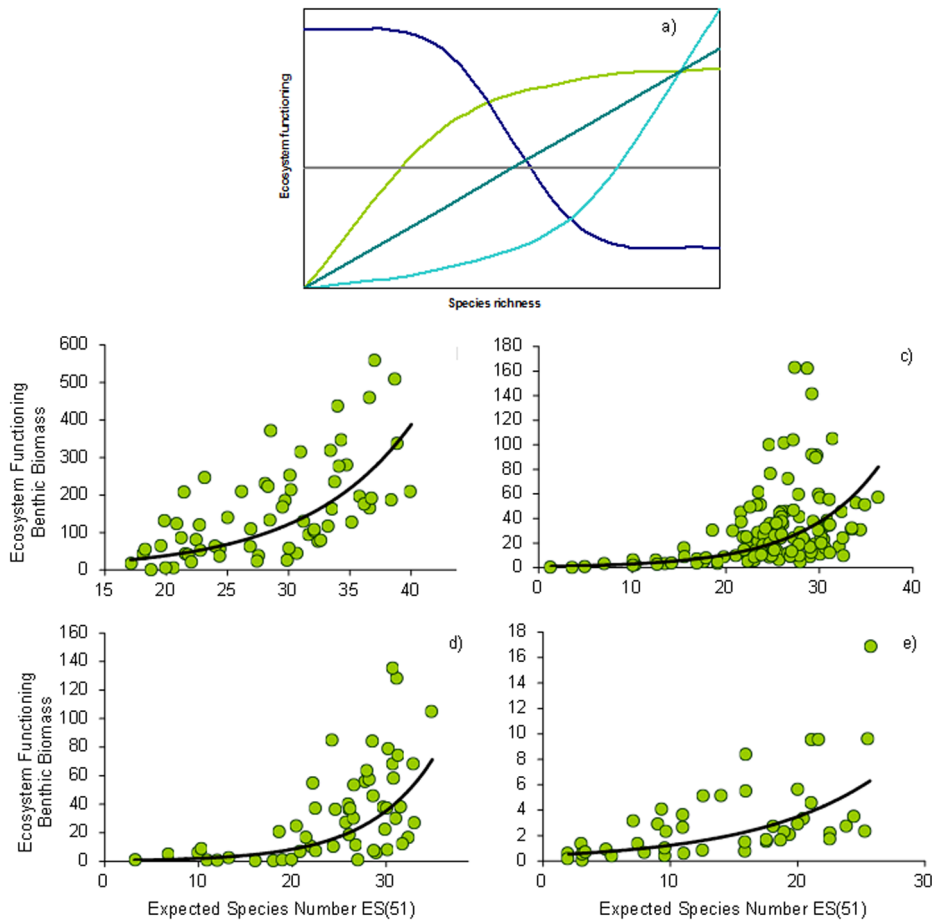 a)
Ecosystem functioning
Species richness
600
500
400
300
200
100
0
15 20 25 30 35 40
Ecosystem Functioning
Benthic Biomass
180
160
140
120
100
80
60
40
20
0
0 10 20 30 40
c)
160
140
120
100
80
60
40
20
0
0 10 20 30
d)
Ecosystem Functioning
Benthic Biomass
Expected Species Number ES(51)
18
16
14
12
10
8
6
4
2
0
0 10 20 30
e)
Expected Species Number ES(51)